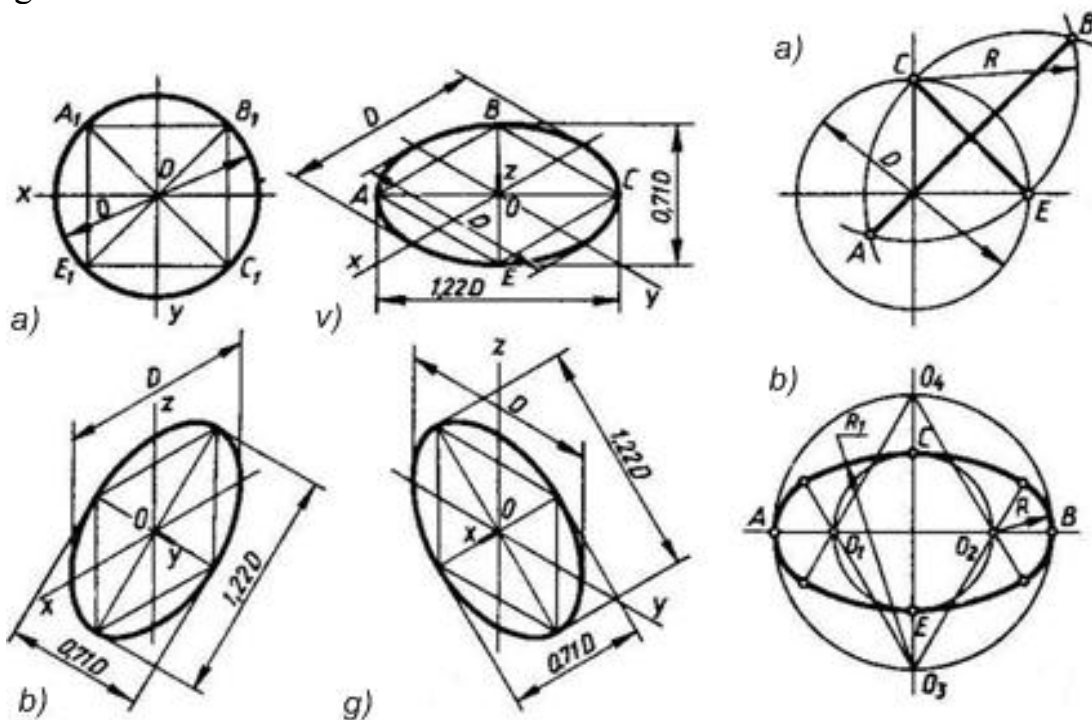 g
A₁
B₁
D
x
O
E₁
C₁
y
a)
D
B
z
A
O
C
D
x
E
y
0,71D
1,22D
v)
D
z
O
y
x
0,71D
1,22D
b)
z
D
1,22D
O
x
y
0,71D
g)
a)
B
C
R
D
E
A
b)
O₄
R₁
C
A
O₁
O₂
R
B
E
O₃